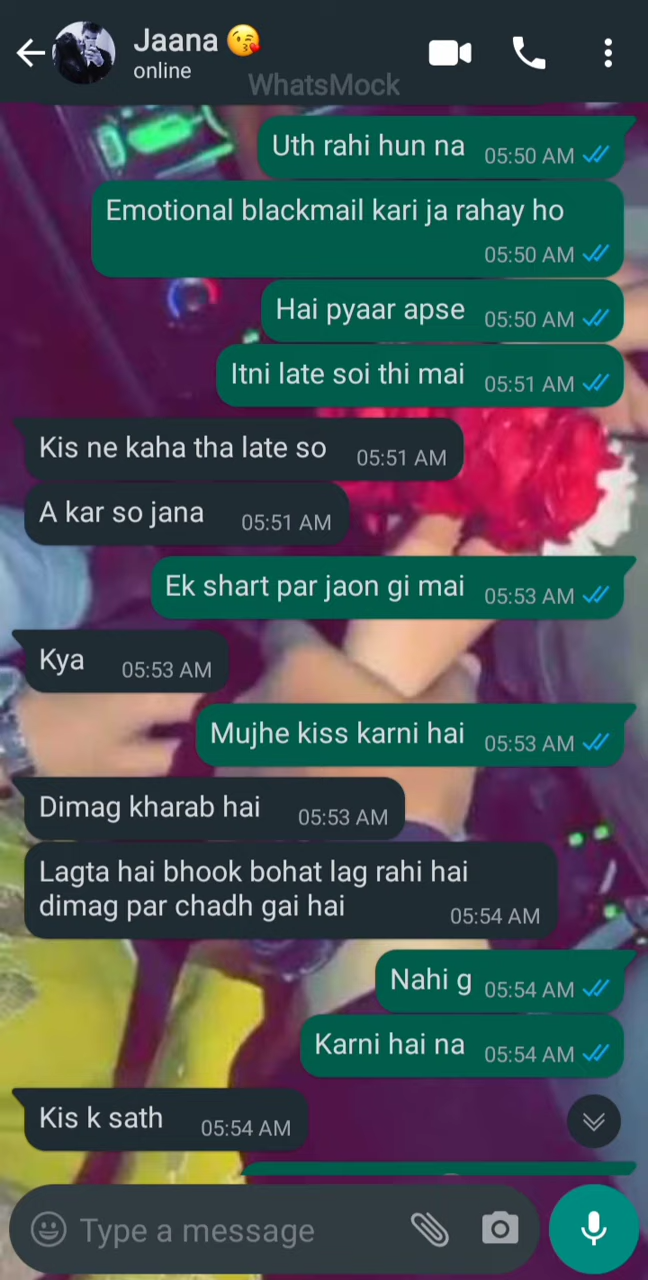 Jaana 😘
online
WhatsMock
Uth rahi hun na 05:50 AM
Emotional blackmail kari ja rahay ho
05:50 AM
Hai pyaar apse 05:50 AM
Itni late soi thi mai 05:51 AM
Kis ne kaha tha late so 05:51 AM
A kar so jana 05:51 AM
Ek shart par jaon gi mai 05:53 AM
Kya 05:53 AM
Mujhe kiss karni hai 05:53 AM
Dimag kharab hai 05:53 AM
Lagta hai bhook bohat lag rahi hai
dimag par chadh gai hai 05:54 AM
Nahi g 05:54 AM
Karni hai na 05:54 AM
Kis k sath 05:54 AM
Type a message